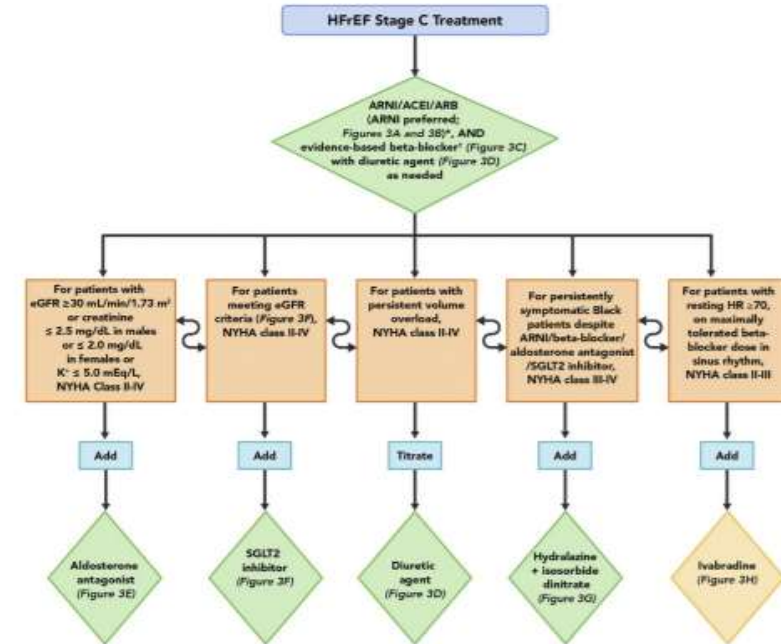 HFrEF Stage C Treatment
ARNI/ACEI/ARB
(ARNI preferred;
Figures 3A and 3B)*, AND
evidence-based beta-blocker† (Figure 3C)
with diuretic agent (Figure 3D)
as needed
For patients with
eGFR ≥30 mL/min/1.73 m²
or creatinine
≤ 2.5 mg/dL in males
or ≤ 2.0 mg/dL
in females or
K⁺ ≤ 5.0 mEq/L,
NYHA Class II-IV
For patients
meeting eGFR
criteria (Figure 3F),
NYHA class II-IV
For patients with
persistent volume
overload,
NYHA class II-IV
For persistently
symptomatic Black
patients despite
ARNI/beta-blocker/
aldosterone antagonist
/SGLT2 inhibitor,
NYHA class III-IV
For patients with
resting HR ≥70,
on maximally
tolerated beta-
blocker dose in
sinus rhythm,
NYHA class II-III
Add
Add
Titrate
Add
Add
Aldosterone
antagonist
(Figure 3E)
SGLT2
inhibitor
(Figure 3F)
Diuretic
agent
(Figure 3D)
Hydralazine
+ isosorbide
dinitrate
(Figure 3G)
Ivabradine
(Figure 3H)